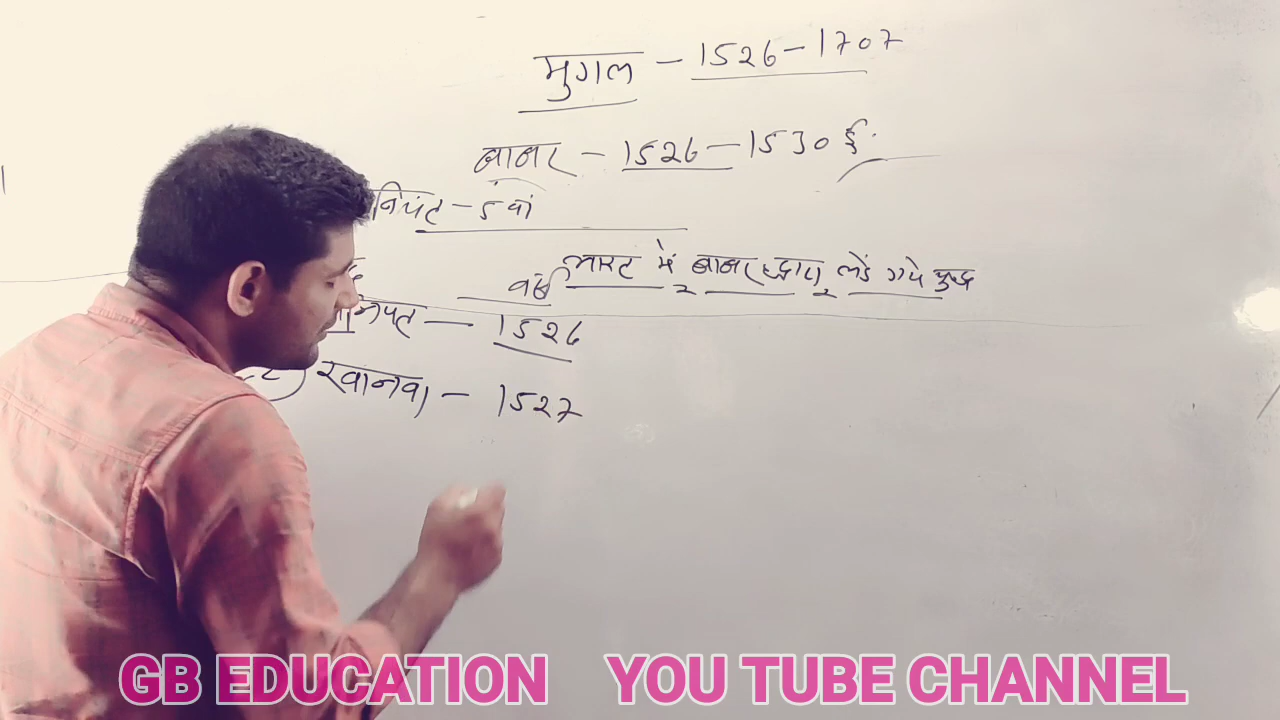 मुगल - 1526 - 1707
बाबर - 1526 - 1530 ई.
निपत - 5 वां
भारत में बाबर द्वारा लड़े गये युद्ध
वर्ष
निपत - 1526
खानवा - 1527
GB EDUCATION YOU TUBE CHANNEL